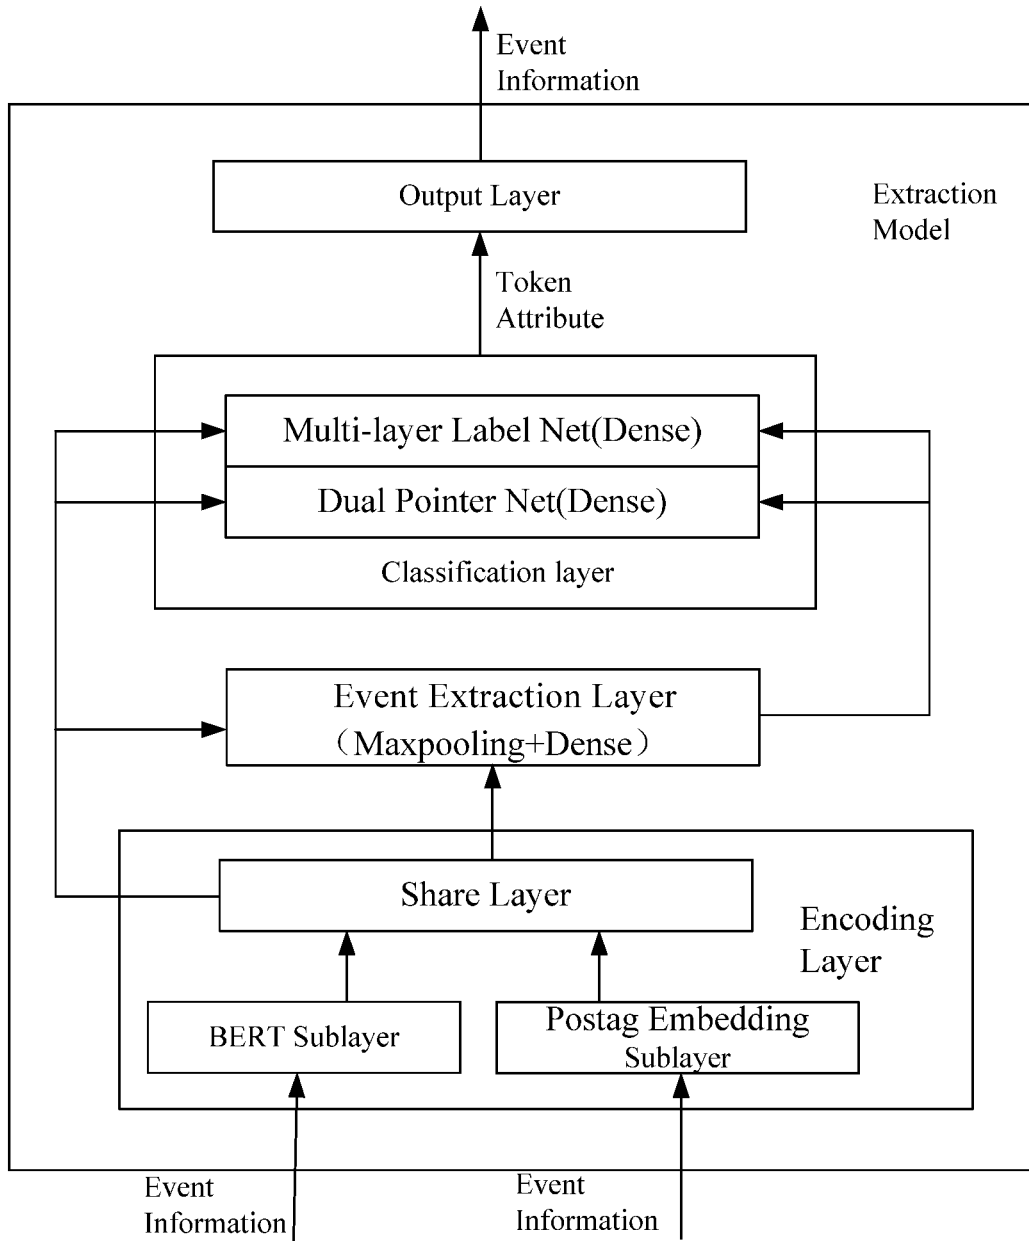 Event
Information
Output Layer
Extraction
Model
Token
Attribute
Multi-layer Label Net(Dense)
Dual Pointer Net(Dense)
Classification layer
Event Extraction Layer
（Maxpooling+Dense）
Share Layer
Encoding
Layer
BERT Sublayer
Postag Embedding
Sublayer
Event
Information
Event
Information